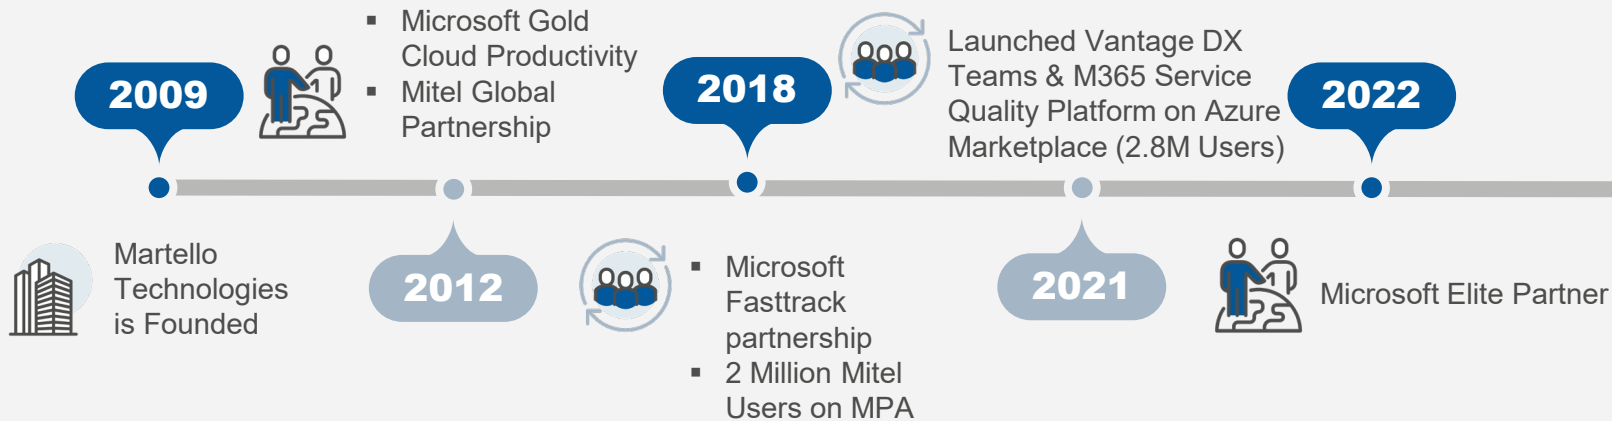 2009
Martello
Technologies
is Founded
▪ Microsoft Gold
Cloud Productivity
▪ Mitel Global
Partnership
2012
2018
▪ Microsoft
Fasttrack
partnership
▪ 2 Million Mitel
Users on MPA
Launched Vantage DX
Teams & M365 Service
Quality Platform on Azure
Marketplace (2.8M Users)
2021
2022
Microsoft Elite Partner